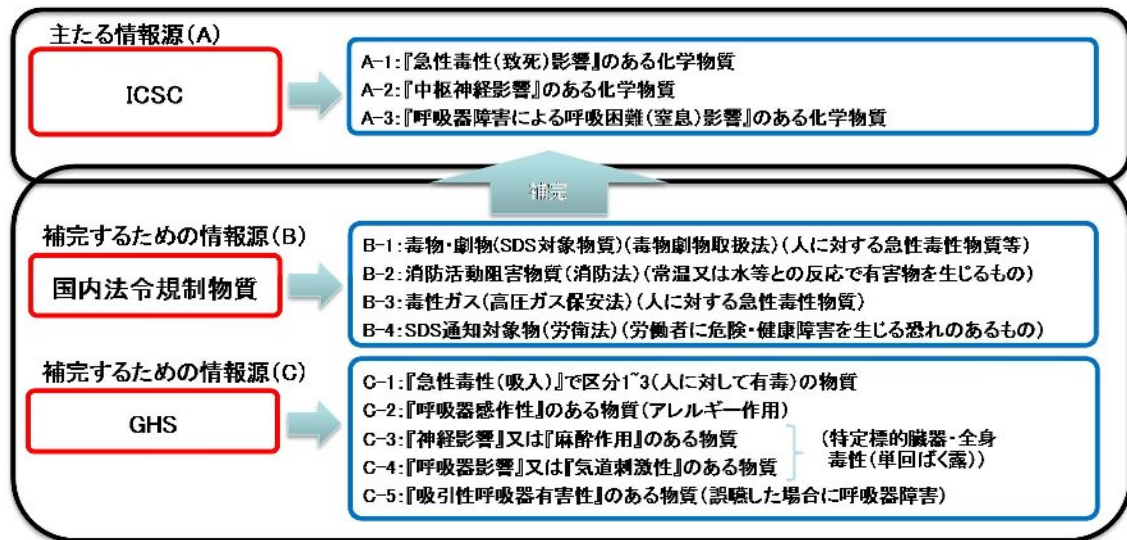 主たる情報源(A)
ICSC
A-1:『急性毒性(致死)影響』のある化学物質
A-2:『中枢神経影響』のある化学物質
A-3:『呼吸器障害による呼吸困難(窒息)影響』のある化学物質
補完
補完するための情報源(B)
国内法令規制物質
B-1:毒物・劇物(SDS対象物質)(毒物劇物取扱法)(人に対する急性毒性物質等)
B-2:消防活動阻害物質(消防法)(常温又は水等との反応で有害物を生じるもの)
B-3:毒性ガス(高圧ガス保安法)(人に対する急性毒性物質)
B-4:SDS通知対象物(労衛法)(労働者に危険・健康障害を生じる恐れのあるもの)
補完するための情報源(C)
GHS
C-1:『急性毒性(吸入)』で区分1~3(人に対して有毒)の物質
C-2:『呼吸器感作性』のある物質(アレルギー作用)
C-3:『神経影響』又は『麻酔作用』のある物質
C-4:『呼吸器影響』又は『気道刺激性』のある物質
(特定標的臓器・全身
毒性(単回ばく露))
C-5:『吸引性呼吸器有害性』のある物質(誤嚥した場合に呼吸器障害)